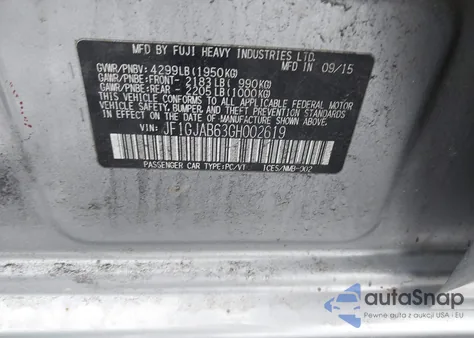 MFD BY FUJI HEAVY INDUSTRIES LTD.
GVWR/PNBV: 4299LB(1950KG) MFD IN 09/15
GAWR/PNBE:FRONT- 2183LB( 990KG)
GAWR/PNBE:REAR - 2205LB(1000KG)
THIS VEHICLE CONFORMS TO ALL APPLICABLE FEDERAL MOTOR
VEHICLE SAFETY, BUMPER, AND THEFT PREVENTION STANDARDS
IN EFFECT ON THE DATE OF MANUFACTURE SHOWN ABOVE.
VIN: JF1GJAB63GH002619
PASSENGER CAR TYPE:PC/VT ICES/NMB-002
autoSnap
Pewne auta z aukcji USA i EU